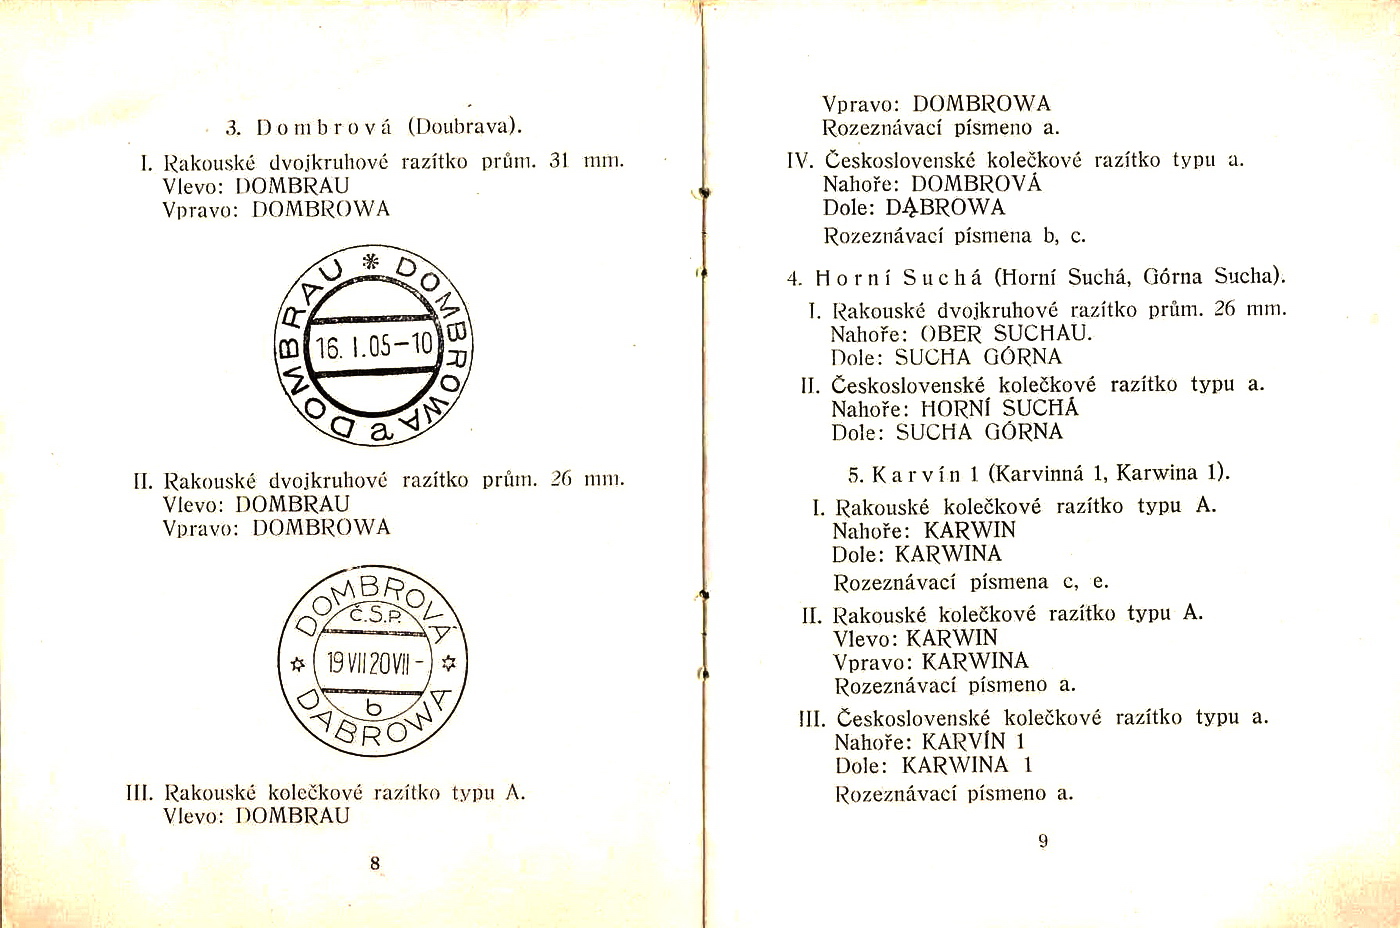 3. Dombrová (Doubrava).
I. Rakouské dvojkruhové razítko prům. 31 mm.
Vlevo: DOMBRAU
Vpravo: DOMBROWA
DOMBRAU * DOMBROWA a
16. I. 05–10
II. Rakouské dvojkruhové razítko prům. 26 mm.
Vlevo: DOMBRAU
Vpravo: DOMBROWA
DOMBROVÁ
Č.S.P.
19 VII 20 VII -
b
DĄBROWA
III. Rakouské kolečkové razítko typu A.
Vlevo: DOMBRAU
8
Vpravo: DOMBROWA
Rozeznávací písmeno a.
IV. Československé kolečkové razítko typu a.
Nahoře: DOMBROVÁ
Dole: DĄBROWA
Rozeznávací písmena b, c.
4. Horní Suchá (Horní Suchá, Górna Sucha).
I. Rakouské dvojkruhové razítko prům. 26 mm.
Nahoře: OBER SUCHAU.
Dole: SUCHA GÓRNA
II. Československé kolečkové razítko typu a.
Nahoře: HORNÍ SUCHÁ
Dole: SUCHA GÓRNA
5. Karvín 1 (Karvinná 1, Karwina 1).
I. Rakouské kolečkové razítko typu A.
Nahoře: KARWIN
Dole: KARWINA
Rozeznávací písmena c, e.
II. Rakouské kolečkové razítko typu A.
Vlevo: KARWIN
Vpravo: KARWINA
Rozeznávací písmeno a.
III. Československé kolečkové razítko typu a.
Nahoře: KARVÍN 1
Dole: KARWINA 1
Rozeznávací písmeno a.
9